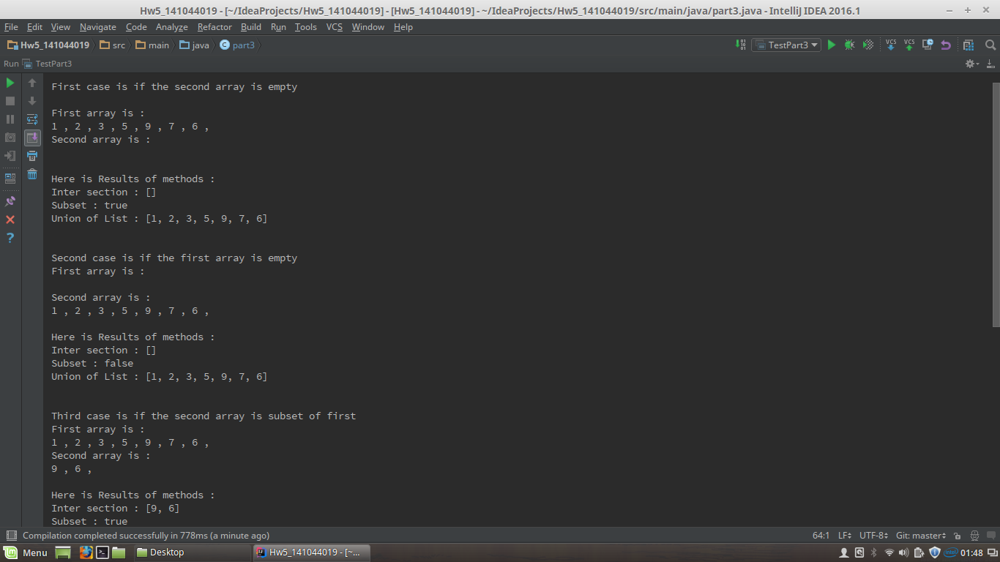 Hw5_141044019 - [~/IdeaProjects/Hw5_141044019] - [Hw5_141044019] - ~/IdeaProjects/Hw5_141044019/src/main/java/part3.java - IntelliJ IDEA 2016.1
File Edit View Navigate Code Analyze Refactor Build Run Tools VCS Window Help
Hw5_141044019 src main java part3 TestPart3 VCS VCS
Run TestPart3
First case is if the second array is empty
First array is :
1 , 2 , 3 , 5 , 9 , 7 , 6 ,
Second array is :
Here is Results of methods :
Inter section : []
Subset : true
Union of List : [1, 2, 3, 5, 9, 7, 6]
Second case is if the first array is empty
First array is :
Second array is :
1 , 2 , 3 , 5 , 9 , 7 , 6 ,
Here is Results of methods :
Inter section : []
Subset : false
Union of List : [1, 2, 3, 5, 9, 7, 6]
Third case is if the second array is subset of first
First array is :
1 , 2 , 3 , 5 , 9 , 7 , 6 ,
Second array is :
9 , 6 ,
Here is Results of methods :
Inter section : [9, 6]
Subset : true
Compilation completed successfully in 778ms (a minute ago) 64:1 LF UTF-8 Git: master
Menu Desktop Hw5_141044019 - [~... intel 01:48